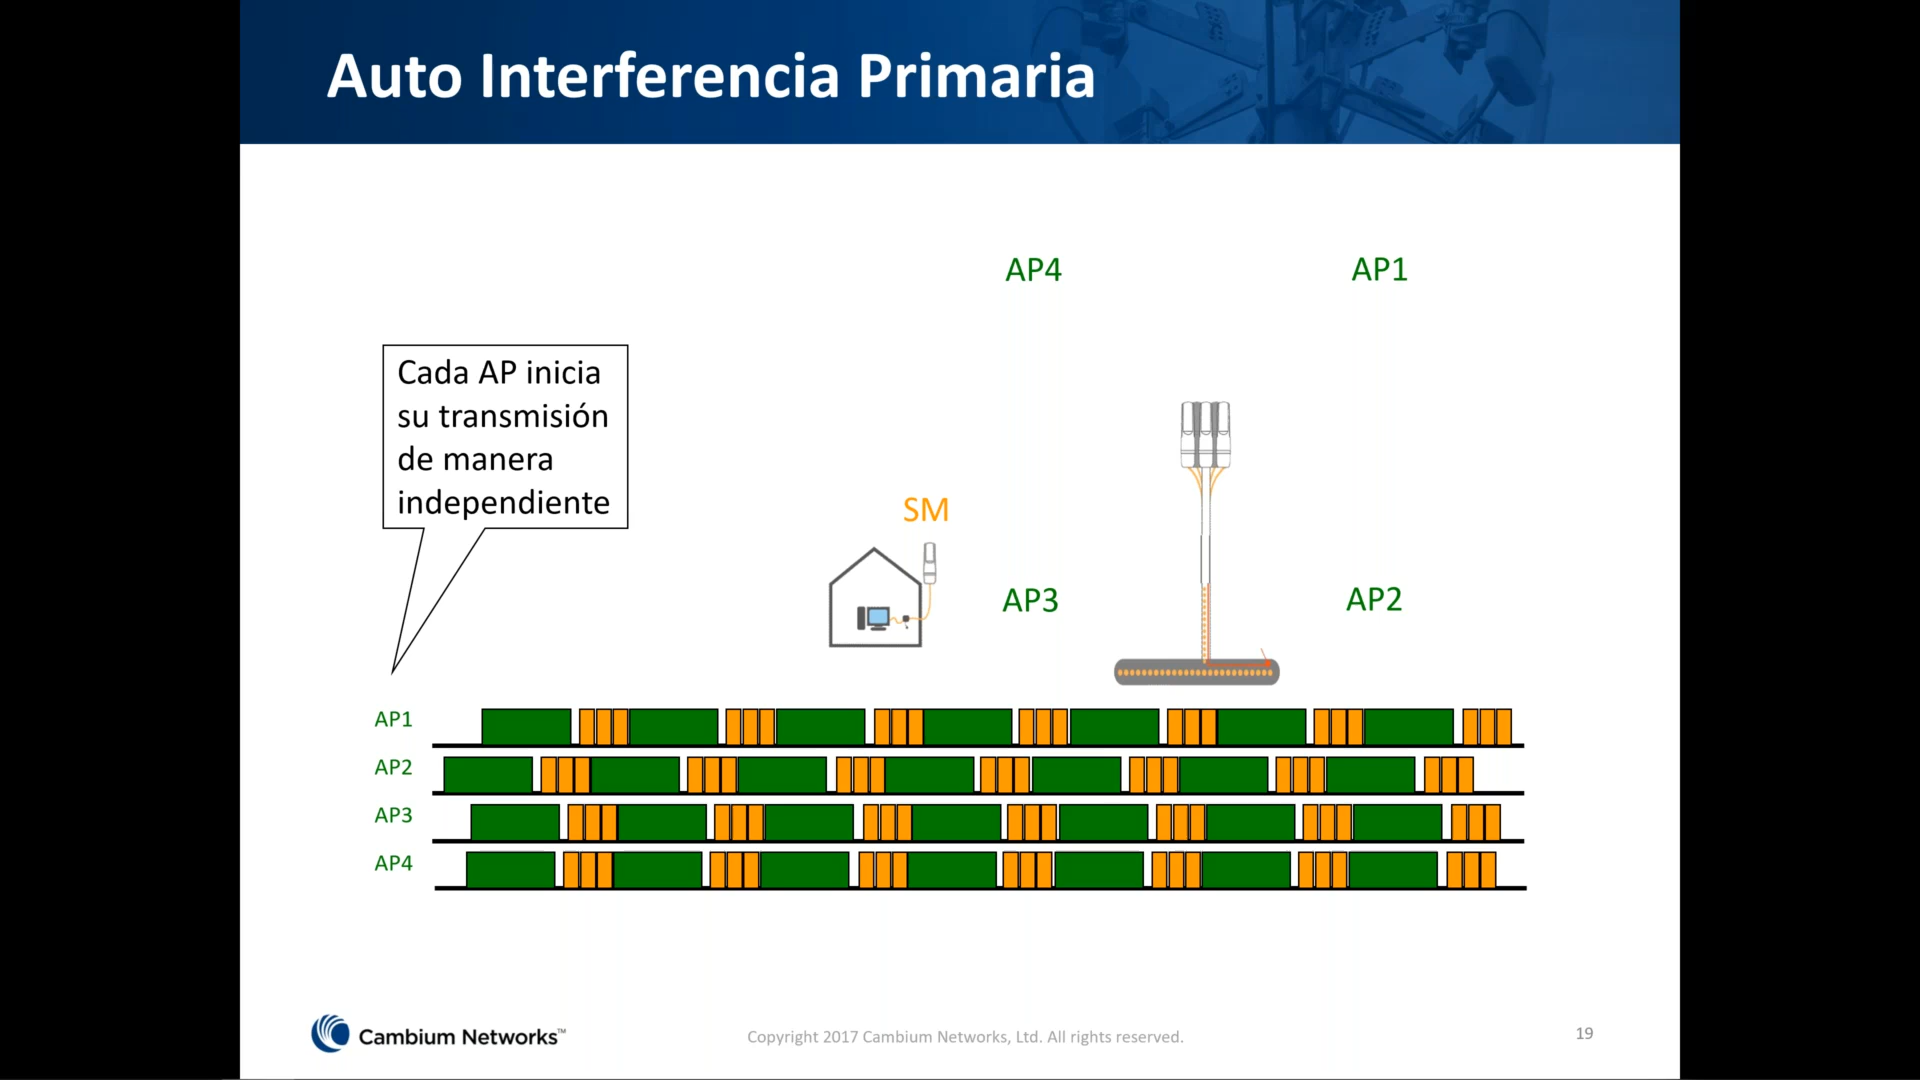 Auto Interferencia Primaria
AP4
AP1
Cada AP inicia
su transmisión
de manera
independiente
SM
AP3
AP2
AP1
AP2
AP3
AP4
Cambium Networks™
Copyright 2017 Cambium Networks, Ltd. All rights reserved.
19